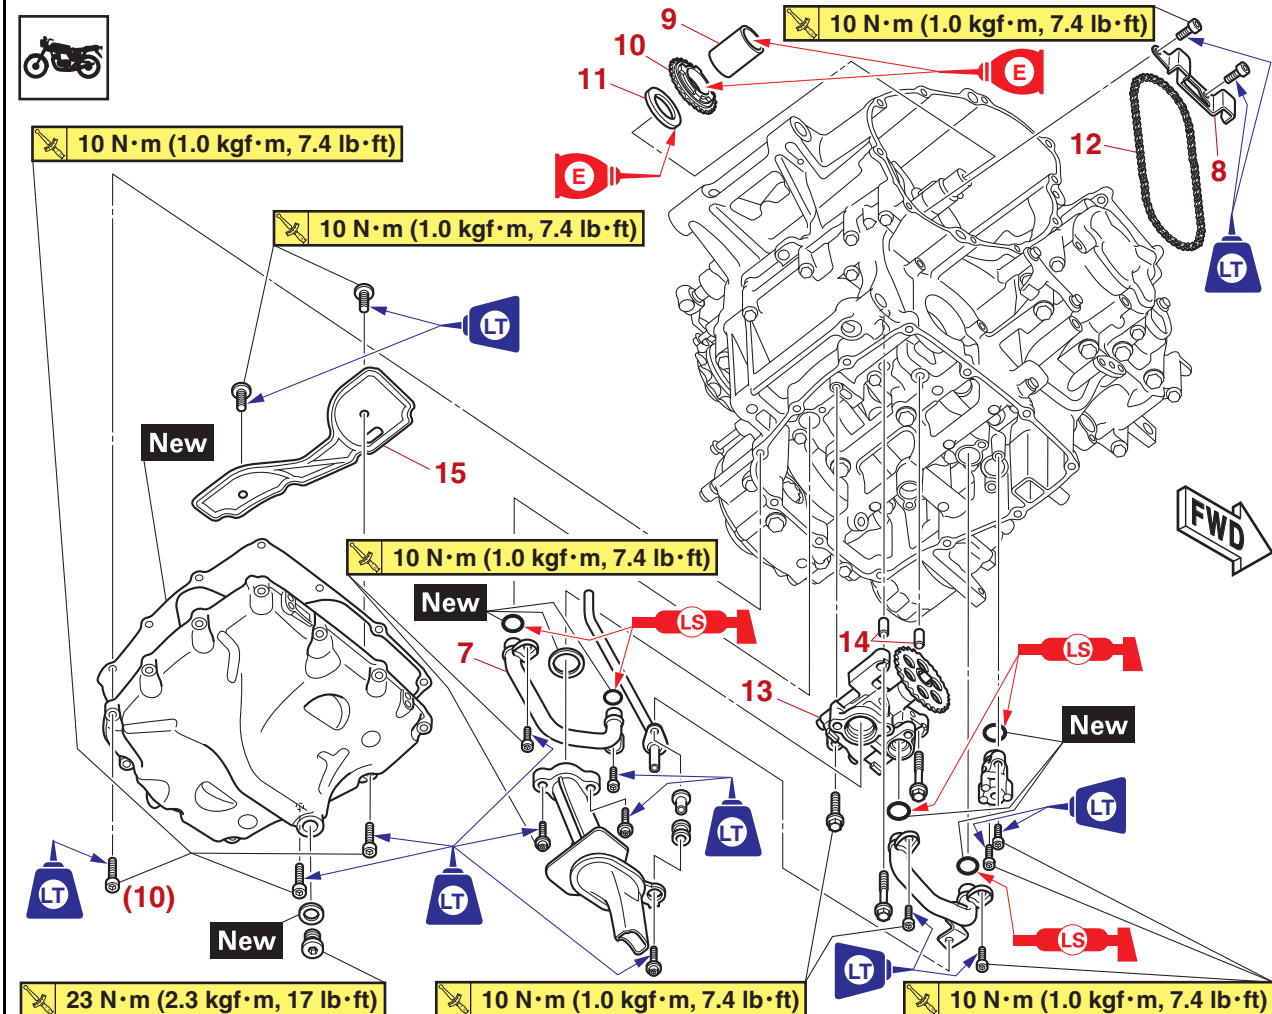 9
10 N·m (1.0 kgf·m, 7.4 lb·ft)
10
E
11
10 N·m (1.0 kgf·m, 7.4 lb·ft)
12
8
E
10 N·m (1.0 kgf·m, 7.4 lb·ft)
LT
LT
New
15
FWD
10 N·m (1.0 kgf·m, 7.4 lb·ft)
New
LS
7
14
LS
13
New
LT
LT
LT
(10)
LT
New
LS
LT
23 N·m (2.3 kgf·m, 17 lb·ft)
10 N·m (1.0 kgf·m, 7.4 lb·ft)
10 N·m (1.0 kgf·m, 7.4 lb·ft)